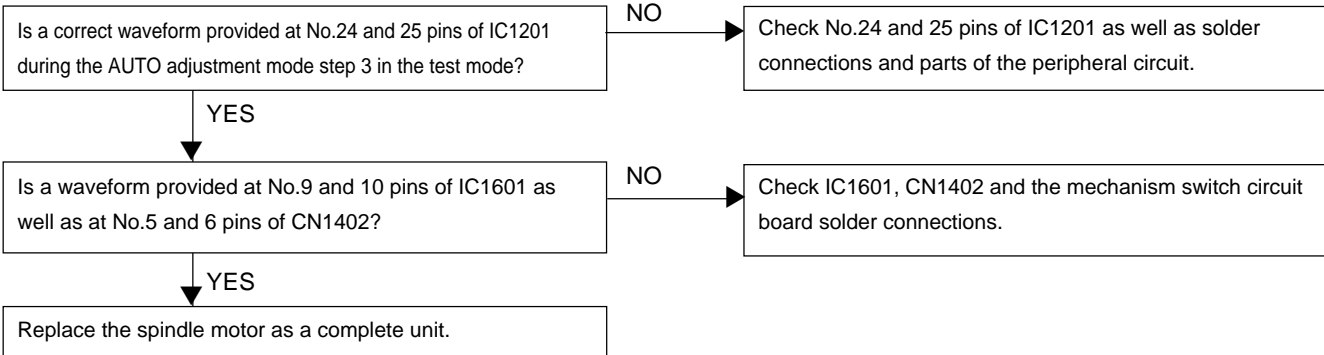 Is a correct waveform provided at No.24 and 25 pins of IC1201
during the AUTO adjustment mode step 3 in the test mode?
NO
Check No.24 and 25 pins of IC1201 as well as solder
connections and parts of the peripheral circuit.
YES
Is a waveform provided at No.9 and 10 pins of IC1601 as
well as at No.5 and 6 pins of CN1402?
NO
Check IC1601, CN1402 and the mechanism switch circuit
board solder connections.
YES
Replace the spindle motor as a complete unit.